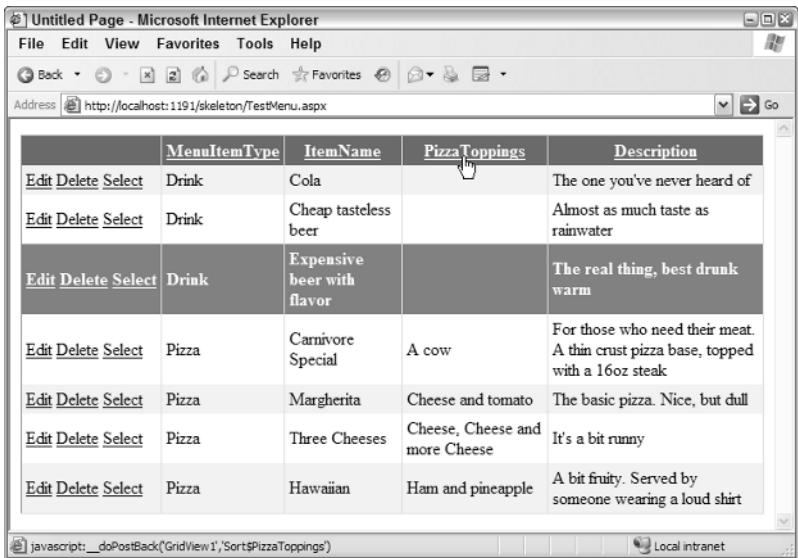 Untitled Page - Microsoft Internet Explorer
File Edit View Favorites Tools Help
Back Search Favorites
Address http://localhost:1191/skeleton/TestMenu.aspx Go
MenuItemType ItemName PizzaToppings Description
Edit Delete Select Drink Cola The one you've never heard of
Edit Delete Select Drink Cheap tasteless beer Almost as much taste as rainwater
Edit Delete Select Drink Expensive beer with flavor The real thing, best drunk warm
Edit Delete Select Pizza Carnivore Special A cow For those who need their meat. A thin crust pizza base, topped with a 16oz steak
Edit Delete Select Pizza Margherita Cheese and tomato The basic pizza. Nice, but dull
Edit Delete Select Pizza Three Cheeses Cheese, Cheese and more Cheese It's a bit runny
Edit Delete Select Pizza Hawaiian Ham and pineapple A bit fruity. Served by someone wearing a loud shirt
javascript:__doPostBack('GridView1','Sort$PizzaToppings') Local intranet